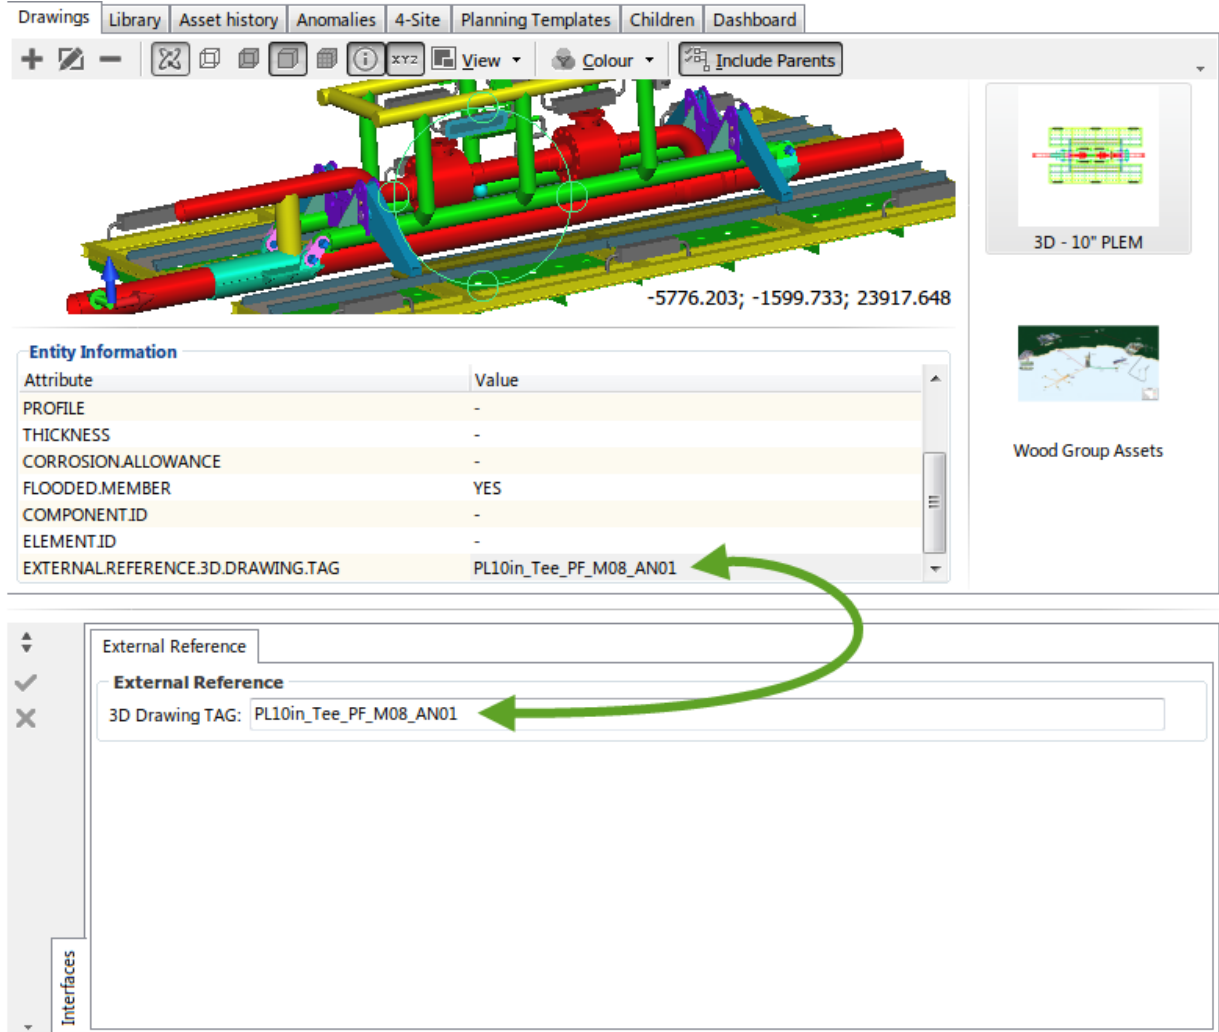 Drawings Library Asset history Anomalies 4-Site Planning Templates Children Dashboard
XYZ View Colour Include Parents
-5776.203; -1599.733; 23917.648
3D - 10" PLEM
Wood Group Assets
Entity Information
Attribute Value
PROFILE -
THICKNESS -
CORROSION.ALLOWANCE -
FLOODED.MEMBER YES
COMPONENT.ID -
ELEMENT.ID -
EXTERNAL.REFERENCE.3D.DRAWING.TAG PL10in_Tee_PF_M08_AN01
External Reference
External Reference
3D Drawing TAG: PL10in_Tee_PF_M08_AN01
Interfaces